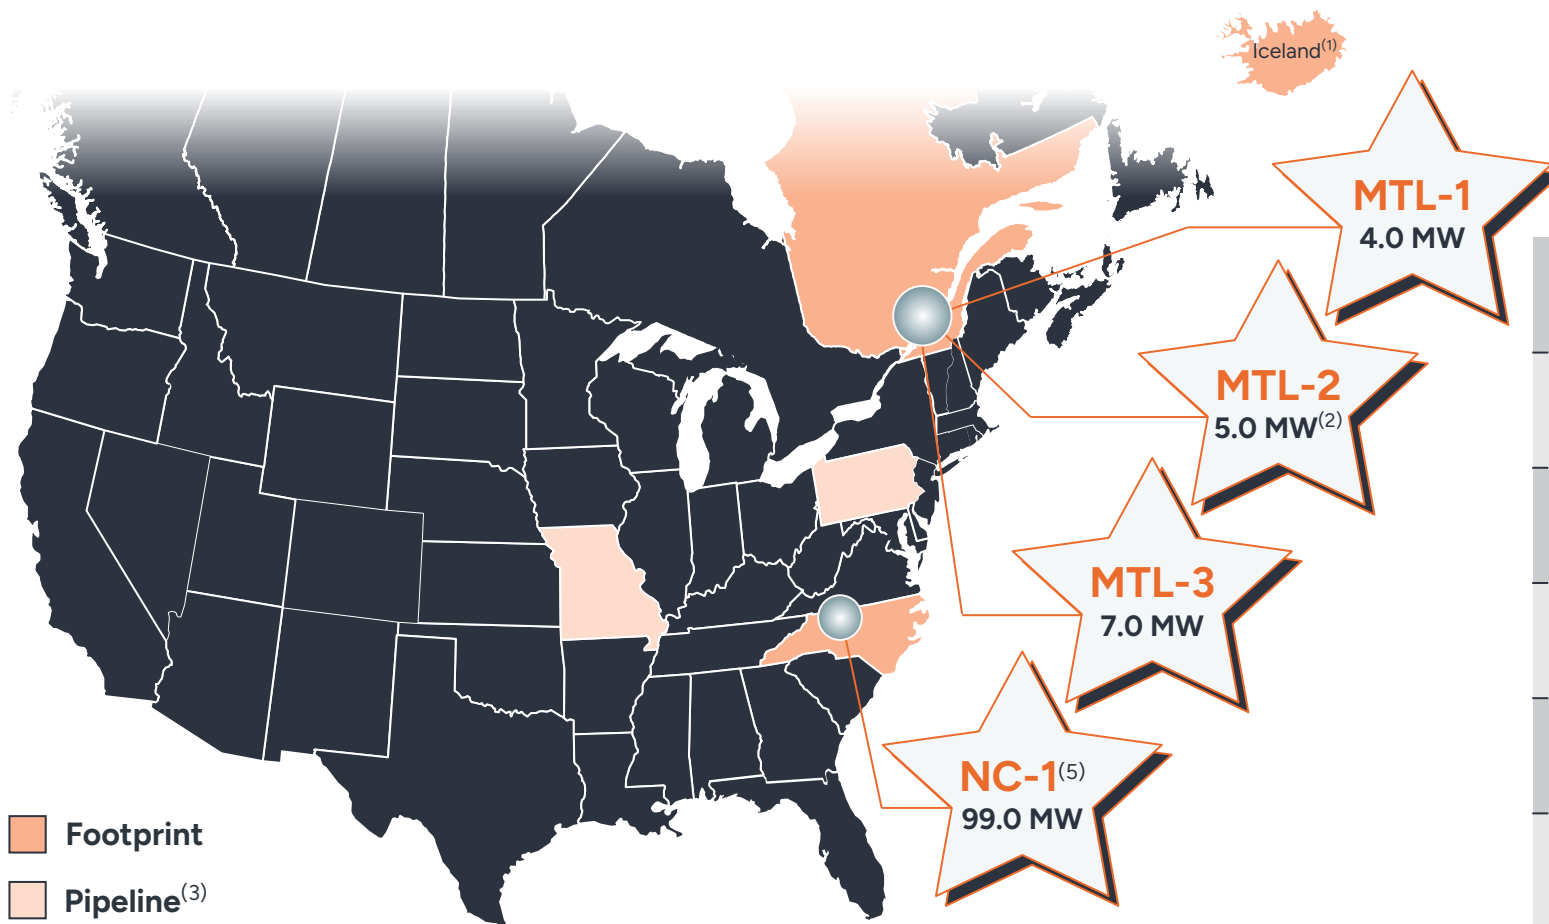 Iceland(1)
MTL-1
4.0 MW
MTL-2
5.0 MW(2)
MTL-3
7.0 MW
NC-1(5)
99.0 MW
Footprint
Pipeline(3)